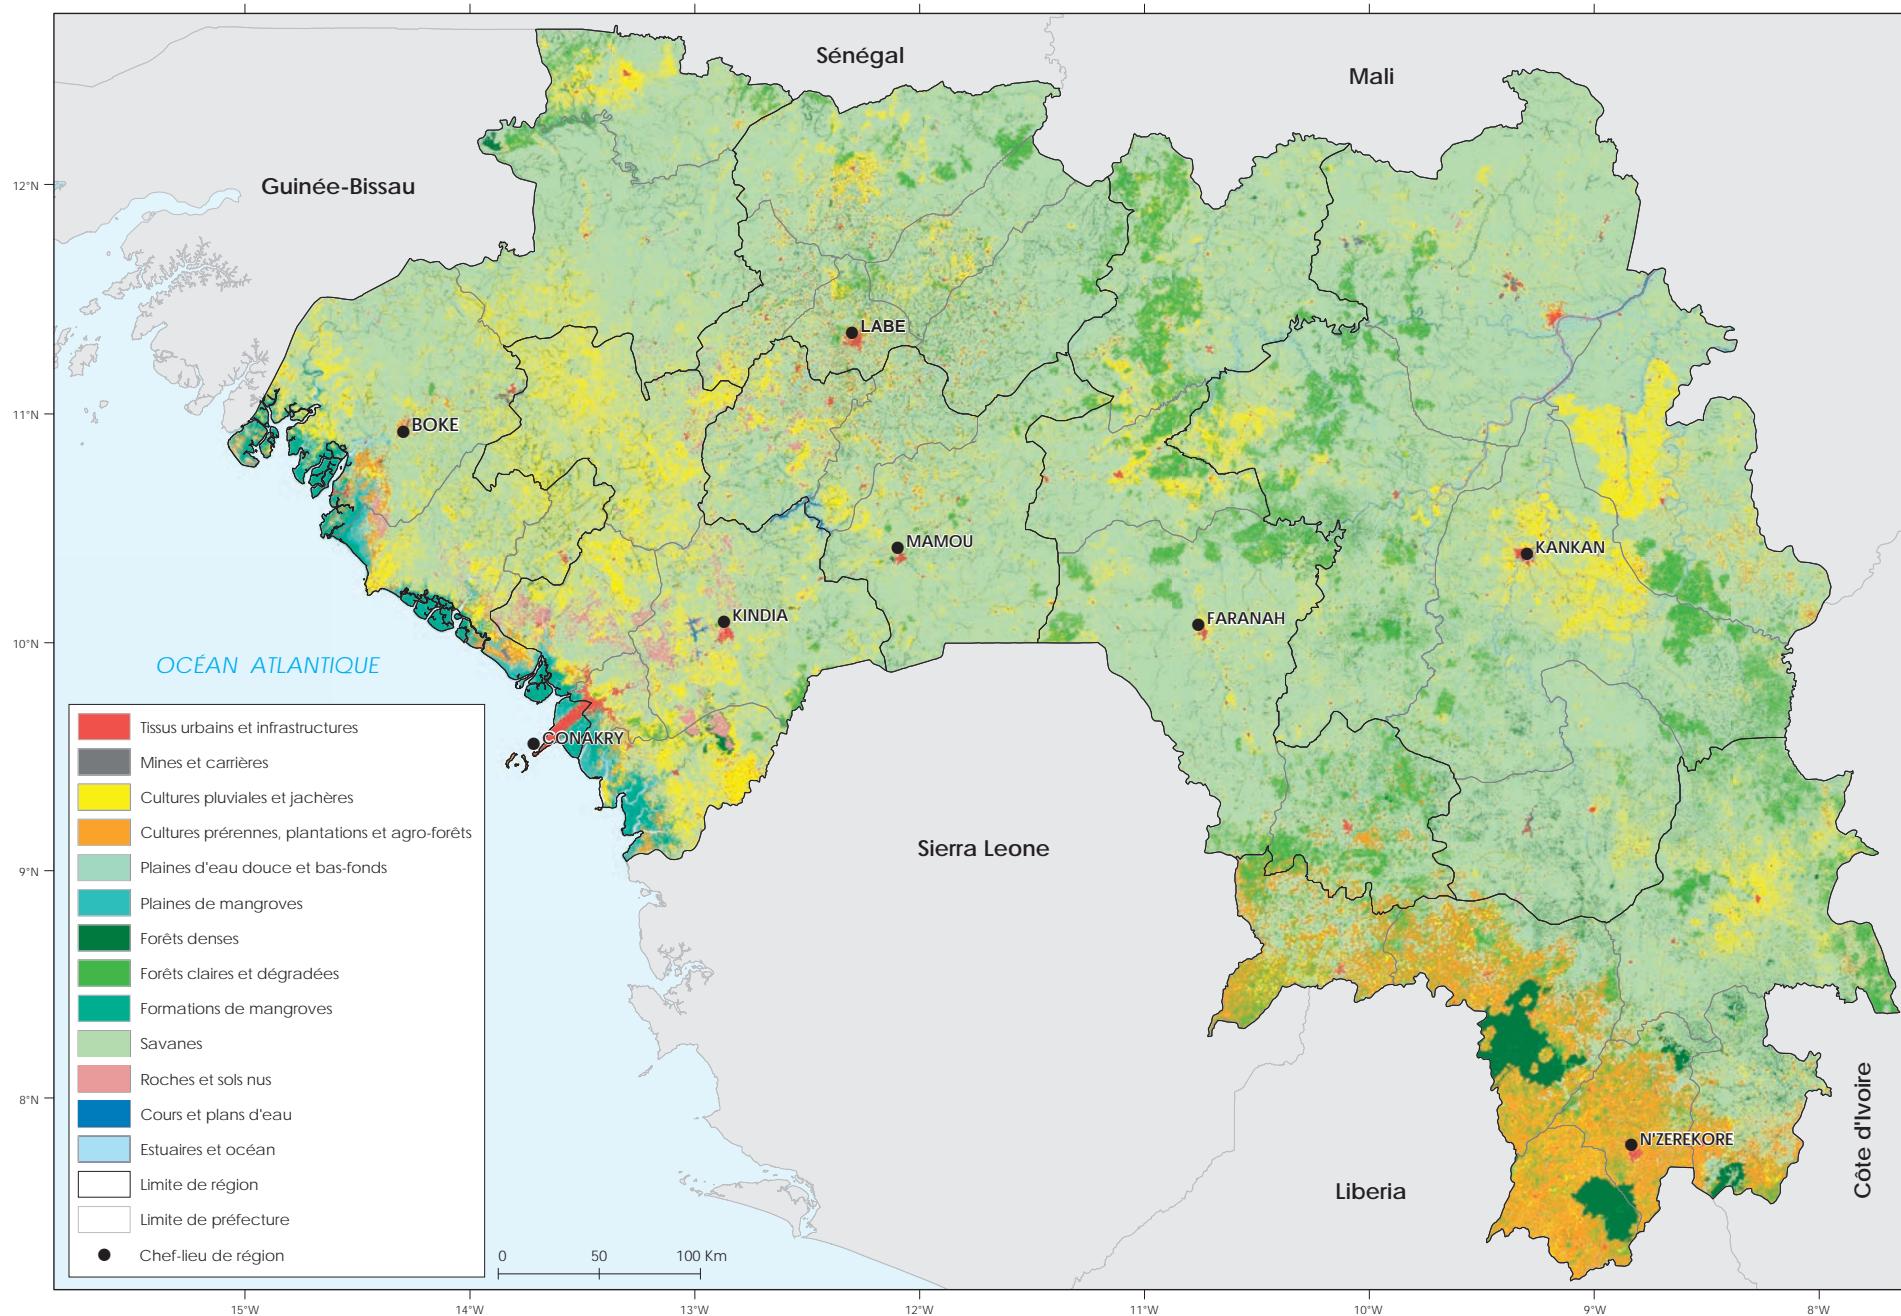 Sénégal
Mali
12°N
Guinée-Bissau
LABE
11°N
BOKE
MAMOU
KANKAN
KINDIA
FARANAH
10°N
OCÉAN ATLANTIQUE
CONAKRY
Sierra Leone
9°N
8°N
N'ZEREKORE
Liberia
Côte d'Ivoire
Tissus urbains et infrastructures
Mines et carrières
Cultures pluviales et jachères
Cultures prérennes, plantations et agro-forêts
Plaines d'eau douce et bas-fonds
Plaines de mangroves
Forêts denses
Forêts claires et dégradées
Formations de mangroves
Savanes
Roches et sols nus
Cours et plans d'eau
Estuaires et océan
Limite de région
Limite de préfecture
Chef-lieu de région
0 50 100 Km
15°W 14°W 13°W 12°W 11°W 10°W 9°W 8°W